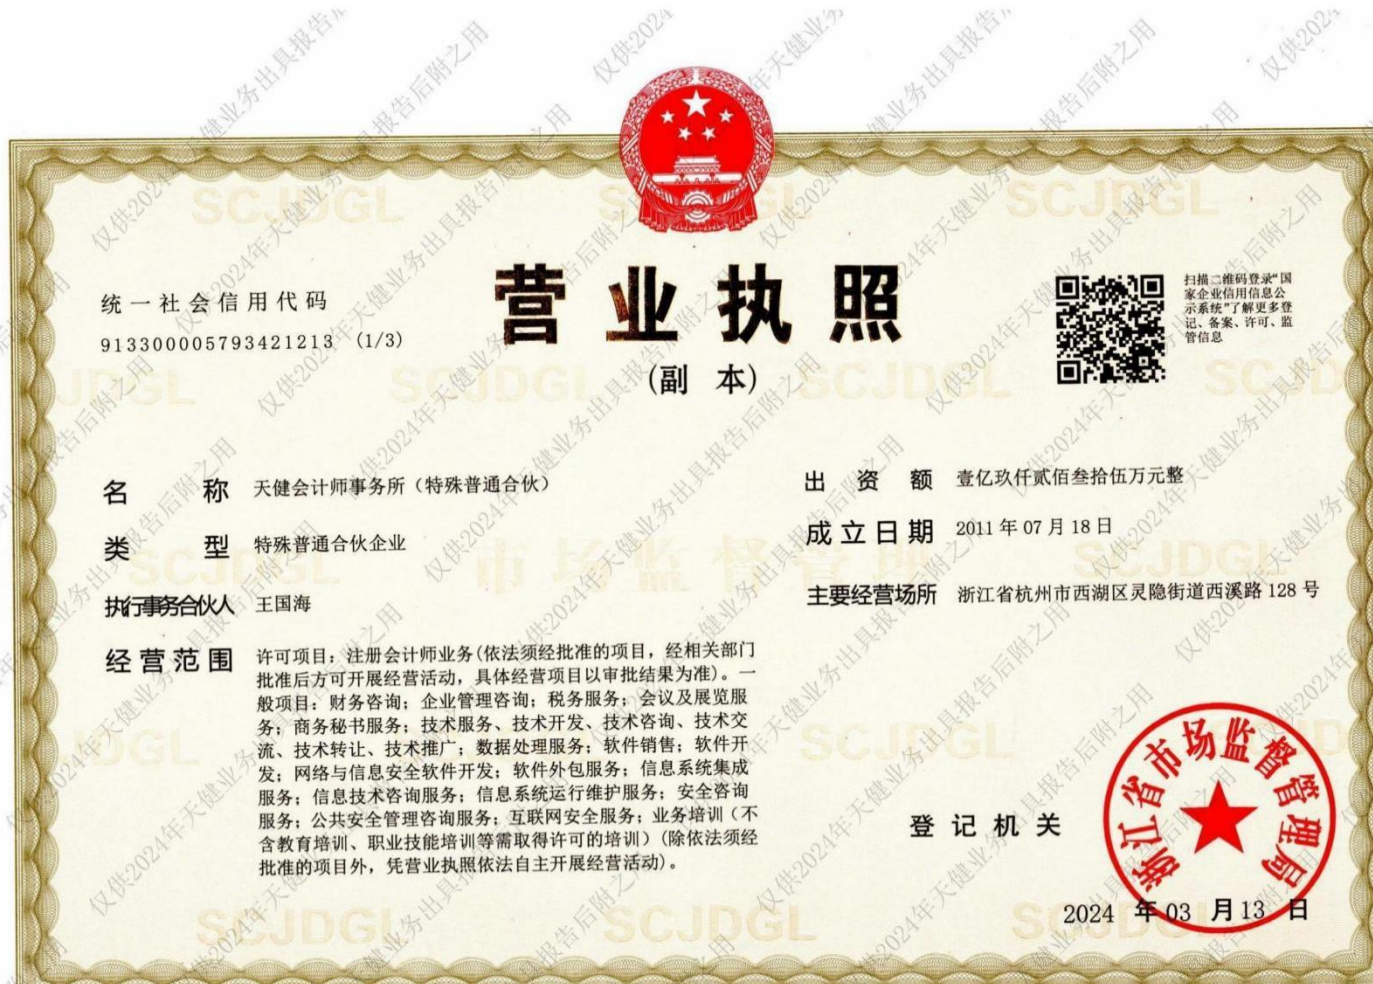 营业执照
(副 本)
统一社会信用代码
913300005793421213 (1/3)
扫描二维码登录“国
家企业信用信息公
示系统”了解更多登
记、备案、许可、监
管信息
名 称 天健会计师事务所（特殊普通合伙）
类 型 特殊普通合伙企业
执行事务合伙人 王国海
经营范围 许可项目：注册会计师业务(依法须经批准的项目，经相关部门
批准后方可开展经营活动，具体经营项目以审批结果为准)。一
般项目：财务咨询；企业管理咨询；税务服务；会议及展览服
务；商务秘书服务；技术服务、技术开发、技术咨询、技术交
流、技术转让、技术推广；数据处理服务；软件销售；软件开
发；网络与信息安全软件开发；软件外包服务；信息系统集成
服务；信息技术咨询服务；信息系统运行维护服务；安全咨询
服务；公共安全管理咨询服务；互联网安全服务；业务培训（不
含教育培训、职业技能培训等需取得许可的培训）(除依法须经
批准的项目外，凭营业执照依法自主开展经营活动)。
出 资 额 壹亿玖仟贰佰叁拾伍万元整
成立日期 2011 年 07 月 18 日
主要经营场所 浙江省杭州市西湖区灵隐街道西溪路 128 号
登记机关
浙江省市场监督管理局
2024 年 03 月 13 日
仅供2024年天健业务出具报告后附之用
SCJDGL
市场监督管理